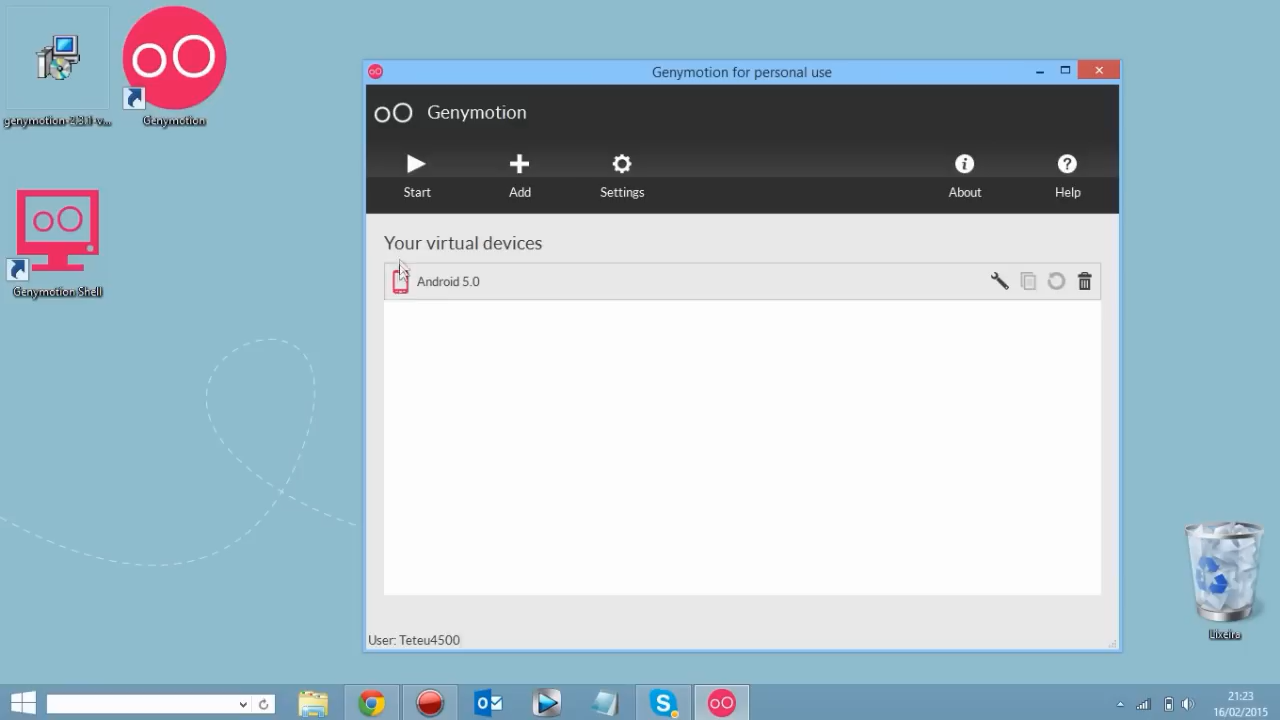 genymotion-2.3.1-v...
Genymotion
Genymotion Shell
Genymotion for personal use
Genymotion
Start
Add
Settings
About
Help
Your virtual devices
Android 5.0
User: Teteu4500
Lixeira
21:23
16/02/2015